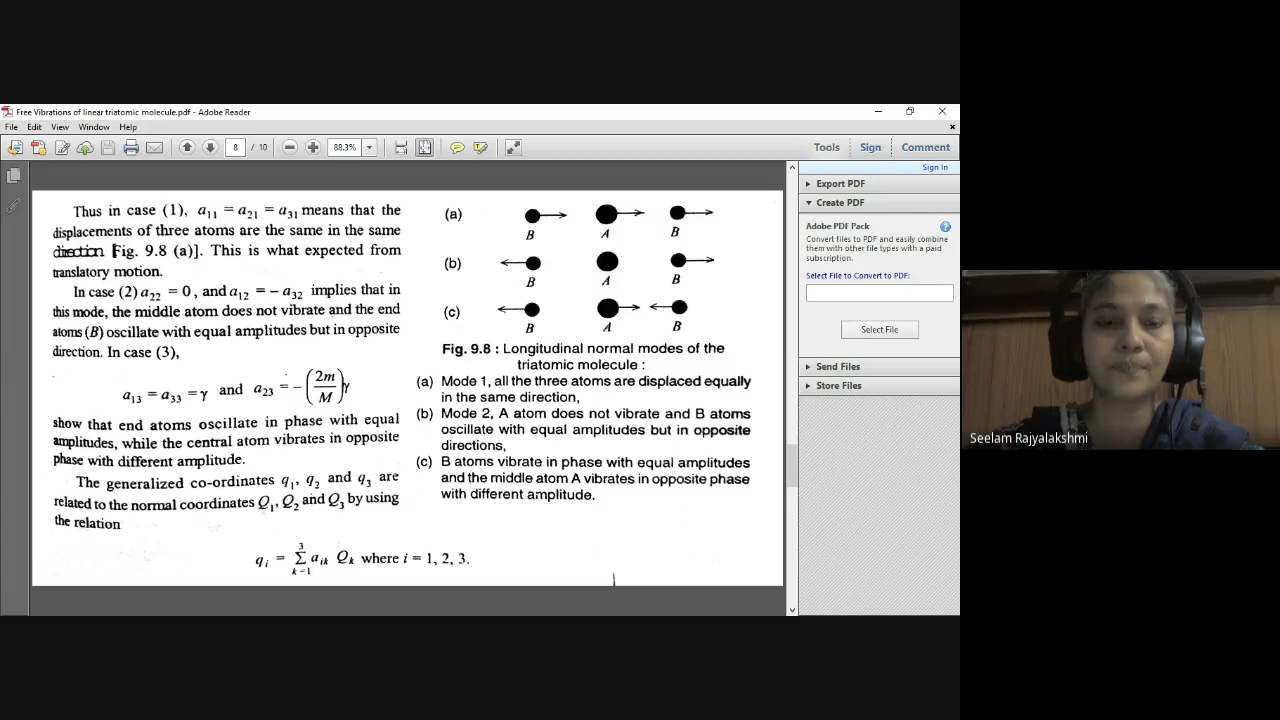 Free Vibrations of linear triatomic molecule.pdf - Adobe Reader
File Edit View Window Help
8 / 10 88.3% Tools Sign Comment
Sign In
Export PDF
Create PDF
Adobe PDF Pack
Convert files to PDF and easily combine
them with other file types with a paid
subscription.
Select File to Convert to PDF:
Select File
Send Files
Store Files
Thus in case (1), a₁₁ = a₂₁ = a₃₁ means that the
displacements of three atoms are the same in the same
direction [Fig. 9.8 (a)]. This is what expected from
translatory motion.
In case (2) a₂₂ = 0, and a₁₂ = − a₃₂ implies that in
this mode, the middle atom does not vibrate and the end
atoms (B) oscillate with equal amplitudes but in opposite
direction. In case (3),
a₁₃ = a₃₃ = γ and a₂₃ = − (2m/M) γ
show that end atoms oscillate in phase with equal
amplitudes, while the central atom vibrates in opposite
phase with different amplitude.
The generalized co-ordinates q₁, q₂ and q₃ are
related to the normal coordinates Q₁, Q₂ and Q₃ by using
the relation
(a)
B A B
(b)
B A B
(c)
B A B
Fig. 9.8 : Longitudinal normal modes of the
triatomic molecule :
(a) Mode 1, all the three atoms are displaced equally
in the same direction,
(b) Mode 2, A atom does not vibrate and B atoms
oscillate with equal amplitudes but in opposite
directions,
(c) B atoms vibrate in phase with equal amplitudes
and the middle atom A vibrates in opposite phase
with different amplitude.
qᵢ = Σ³ₖ₌₁ aᵢₖ Qₖ where i = 1, 2, 3.
Seelam Rajyalakshmi